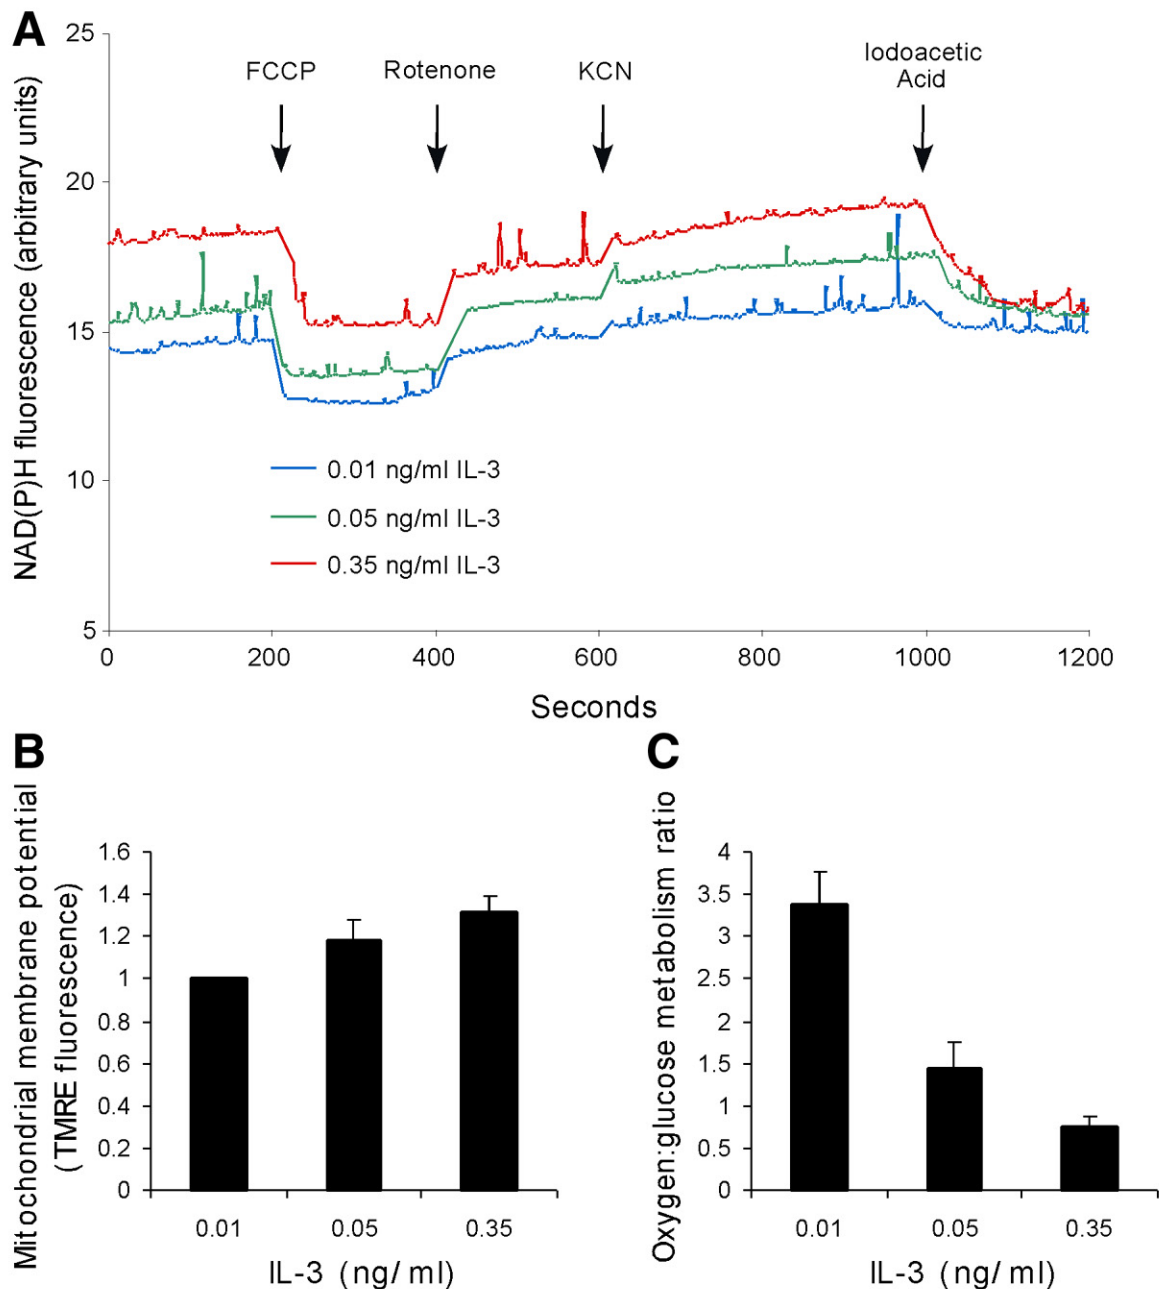 A
25
20
15
10
5
NAD(P)H fluorescence (arbitrary units)
FCCP
Rotenone
KCN
Iodoacetic
Acid
0.01 ng/ml IL-3
0.05 ng/ml IL-3
0.35 ng/ml IL-3
0 200 400 600 800 1000 1200
Seconds
B
Mitochondrial membrane potential
(TMRE fluorescence)
1.6
1.4
1.2
1
0.8
0.6
0.4
0.2
0
0.01 0.05 0.35
IL-3 (ng/ml)
C
Oxygen:glucose metabolism ratio
4
3.5
3
2.5
2
1.5
1
0.5
0
0.01 0.05 0.35
IL-3 (ng/ml)